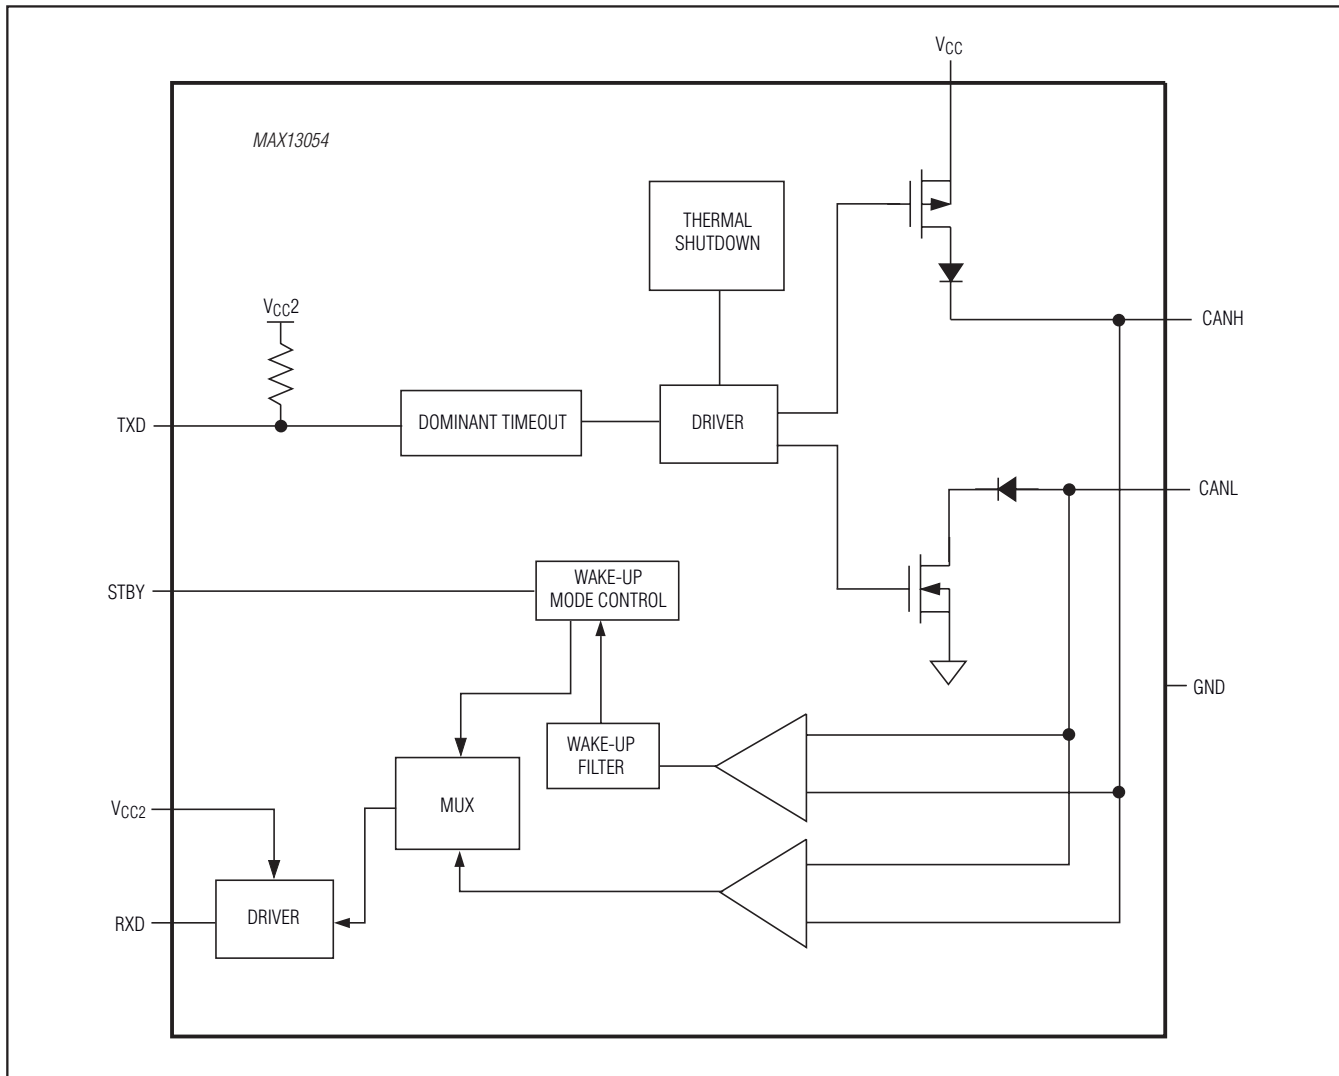 VCC
MAX13054
THERMAL
SHUTDOWN
VCC2
CANH
TXD
DOMINANT TIMEOUT
DRIVER
CANL
STBY
WAKE-UP
MODE CONTROL
GND
WAKE-UP
FILTER
MUX
VCC2
DRIVER
RXD